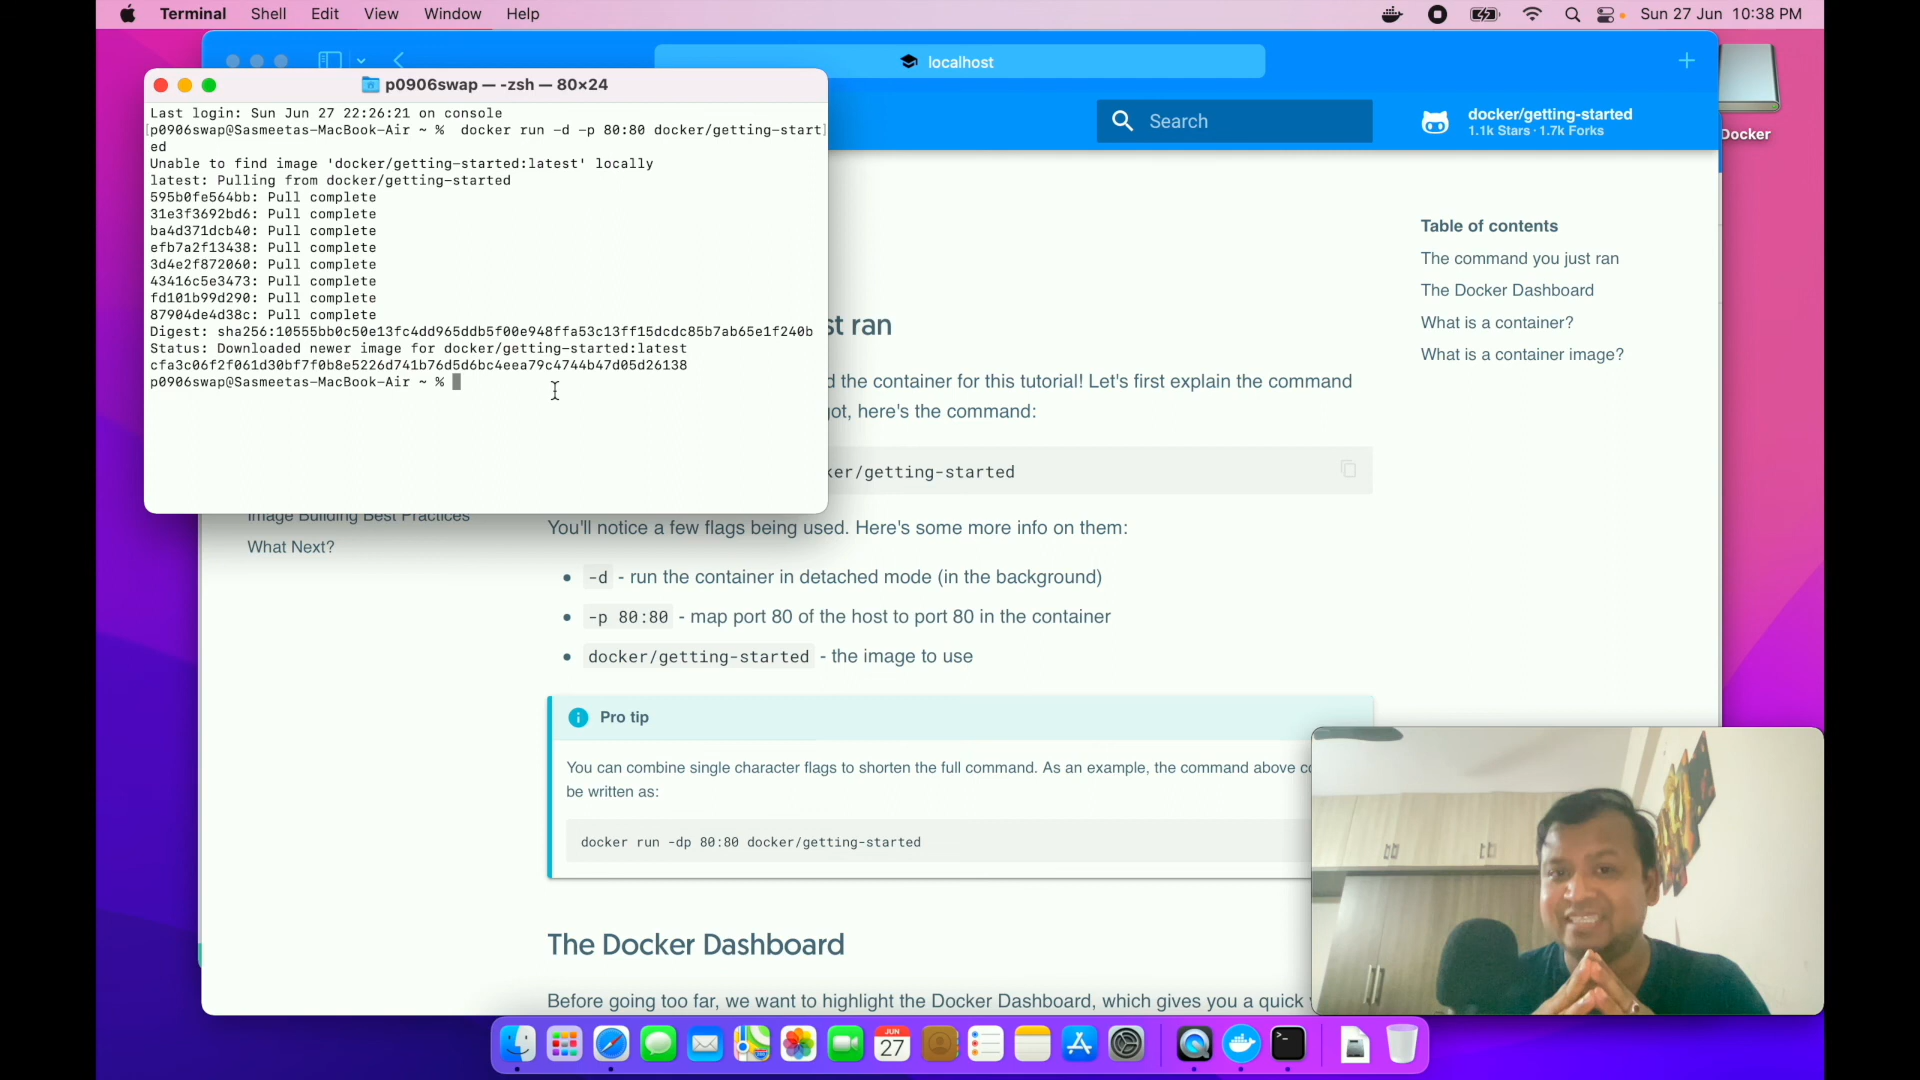 Terminal Shell Edit View Window Help
Sun 27 Jun 10:38 PM
localhost
p0906swap — -zsh — 80×24
Last login: Sun Jun 27 22:26:21 on console
p0906swap@Sasmeetas-MacBook-Air ~ % docker run -d -p 80:80 docker/getting-start
ed
Unable to find image 'docker/getting-started:latest' locally
latest: Pulling from docker/getting-started
595b0fe564bb: Pull complete
31e3f3692bd6: Pull complete
ba4d371dcb40: Pull complete
efb7a2f13438: Pull complete
3d4e2f872060: Pull complete
43416c5e3473: Pull complete
fd101b99d290: Pull complete
87904de4d38c: Pull complete
Digest: sha256:10555bb0c50e13fc4dd965ddb5f00e948ffa53c13ff15dcdc85b7ab65e1f240b
Status: Downloaded newer image for docker/getting-started:latest
cfa3c06f2f061d30bf7f0b8e5226d741b76d5d6bc4eea79c4744b47d05d26138
p0906swap@Sasmeetas-MacBook-Air ~ %
Search
docker/getting-started
1.1k Stars · 1.7k Forks
Docker
Table of contents
The command you just ran
The Docker Dashboard
What is a container?
What is a container image?
st ran
the container for this tutorial! Let's first explain the command
got, here's the command:
ker/getting-started
Image Building Best Practices
What Next?
You'll notice a few flags being used. Here's some more info on them:
-d - run the container in detached mode (in the background)
-p 80:80 - map port 80 of the host to port 80 in the container
docker/getting-started - the image to use
Pro tip
You can combine single character flags to shorten the full command. As an example, the command above
be written as:
docker run -dp 80:80 docker/getting-started
The Docker Dashboard
Before going too far, we want to highlight the Docker Dashboard, which gives you a quick
JUN
27